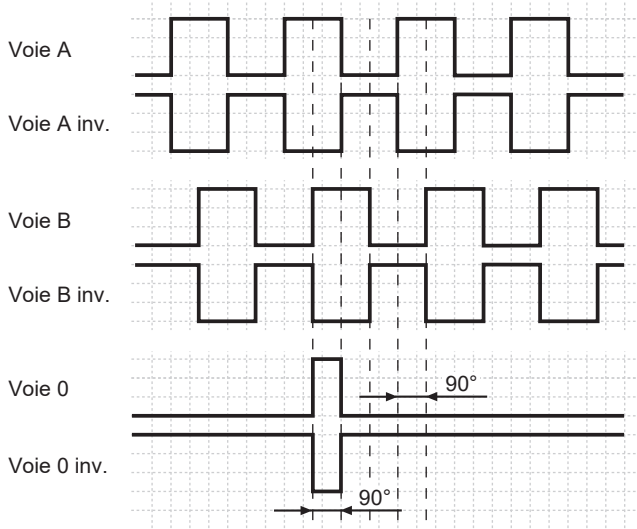 Voie A
Voie A inv.
Voie B
Voie B inv.
Voie 0
90°
Voie 0 inv.
90°